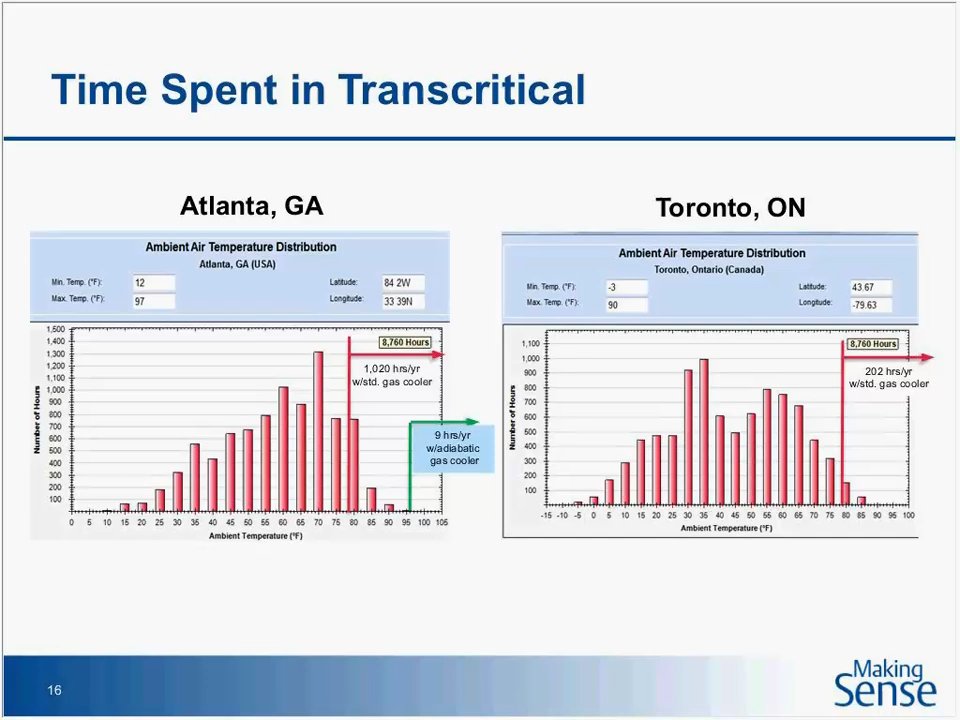 Time Spent in Transcritical
Atlanta, GA
Ambient Air Temperature Distribution
Atlanta, GA (USA)
Min. Temp. (°F): 12 Latitude: 84 2W
Max. Temp. (°F): 97 Longitude: 33 39N
1,500
1,400
1,300
1,200
1,100
1,000
900
800
700
600
500
400
300
200
100
Number of Hours
8,760 Hours
1,020 hrs/yr
w/std. gas cooler
9 hrs/yr
w/adiabatic
gas cooler
0 5 10 15 20 25 30 35 40 45 50 55 60 65 70 75 80 85 90 95 100 105
Ambient Temperature (°F)
Toronto, ON
Ambient Air Temperature Distribution
Toronto, Ontario (Canada)
Min. Temp. (°F): -3 Latitude: 43.67
Max. Temp. (°F): 90 Longitude: -79.63
1,100
1,000
900
800
700
600
500
400
300
200
100
Number of Hours
8,760 Hours
202 hrs/yr
w/std. gas cooler
-15 -10 -5 0 5 10 15 20 25 30 35 40 45 50 55 60 65 70 75 80 85 90 95 100
Ambient Temperature (°F)
16
Making
Sense